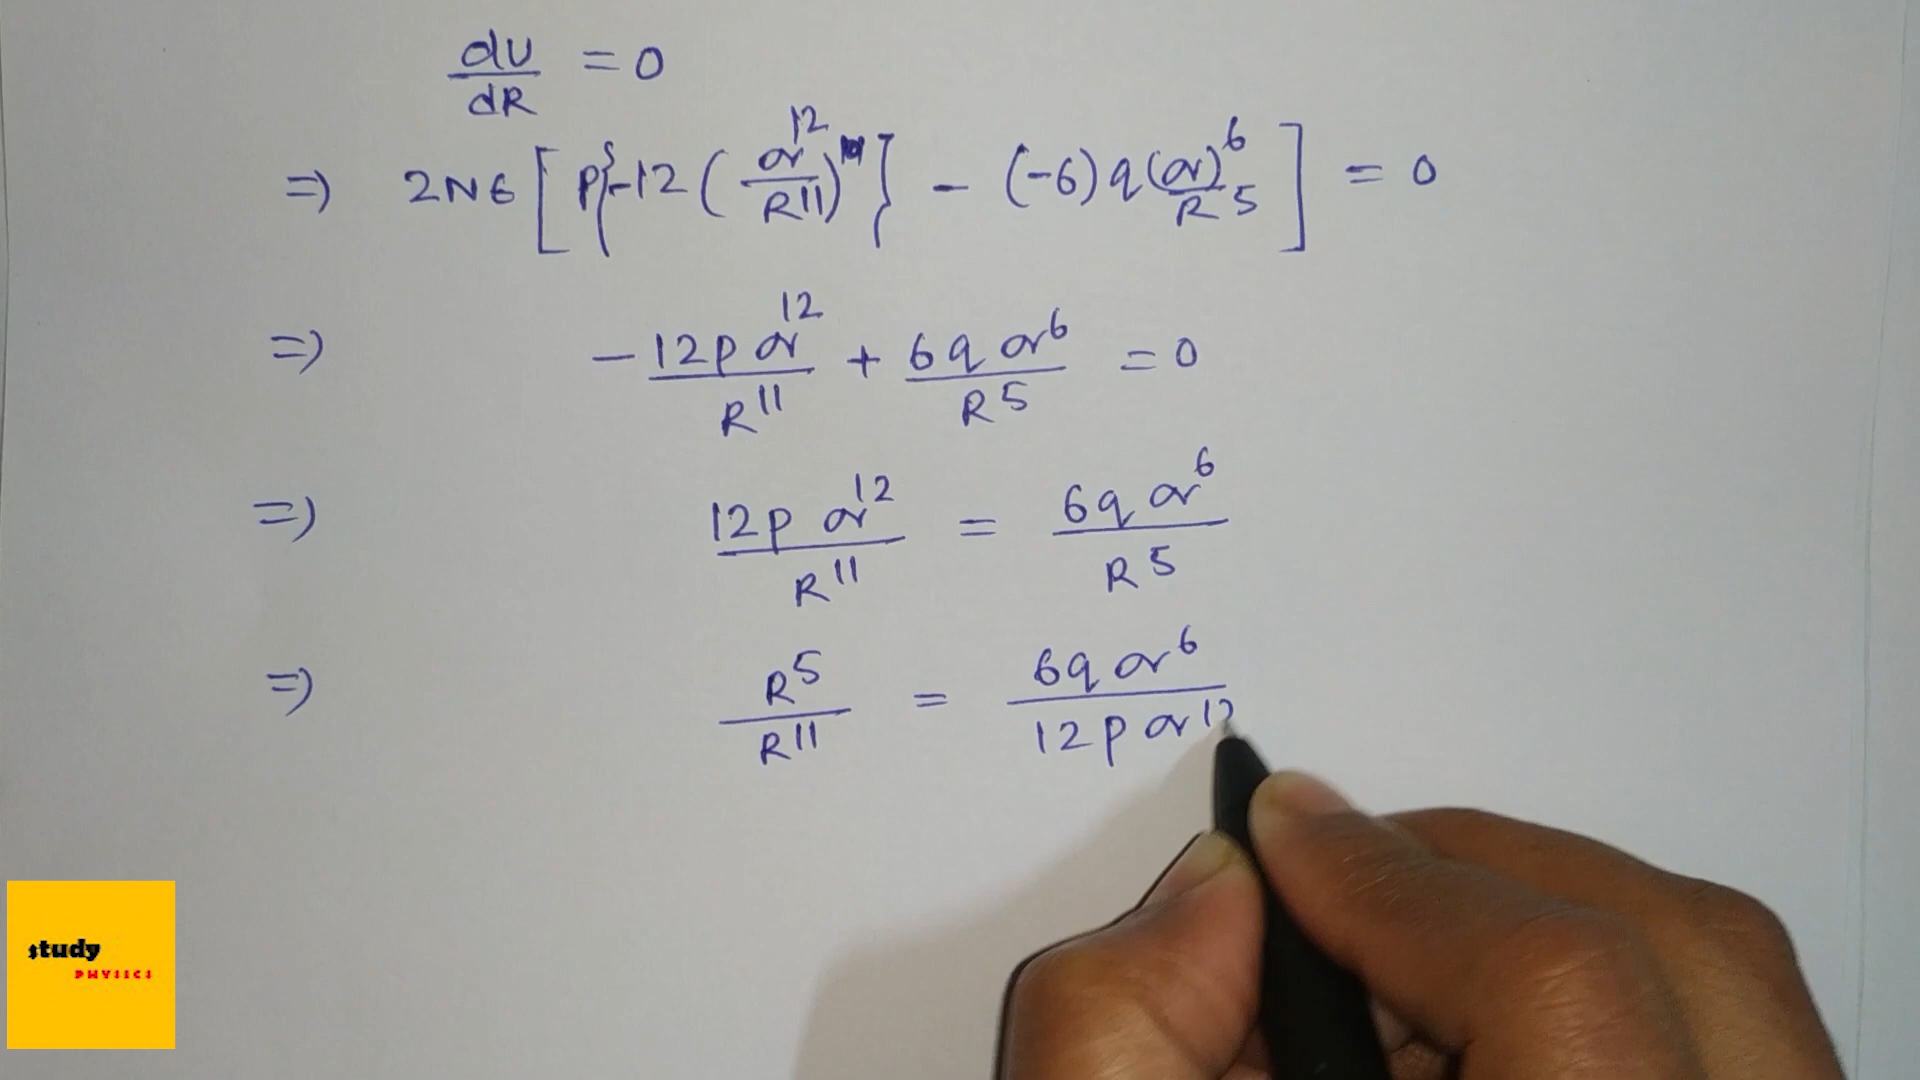 dU/dR = 0
=> 2Nε [ p{-12 (σ^12/R^11)} - (-6) q (σ)^6/R^5 ] = 0
=> - 12pσ^12/R^11 + 6qσ^6/R^5 = 0
=> 12pσ^12/R^11 = 6qσ^6/R^5
=> R^5/R^11 = 6qσ^6/12pσ^12
study
PHYSICS